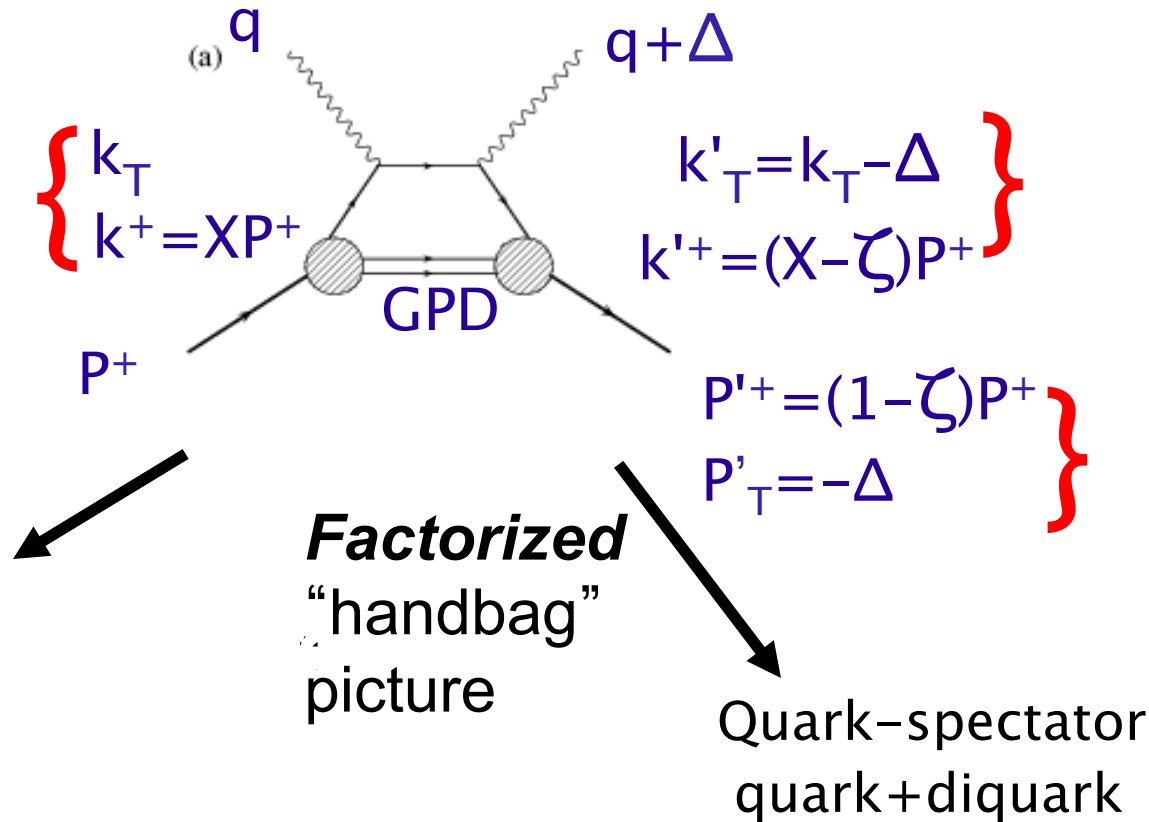 (a) q
q+Δ
k_T
k⁺=XP⁺
k'_T=k_T−Δ
k'⁺=(X−ζ)P⁺
GPD
P⁺
P'⁺=(1−ζ)P⁺
P’_T=−Δ
Factorized
“handbag”
picture
Quark−spectator
quark+diquark